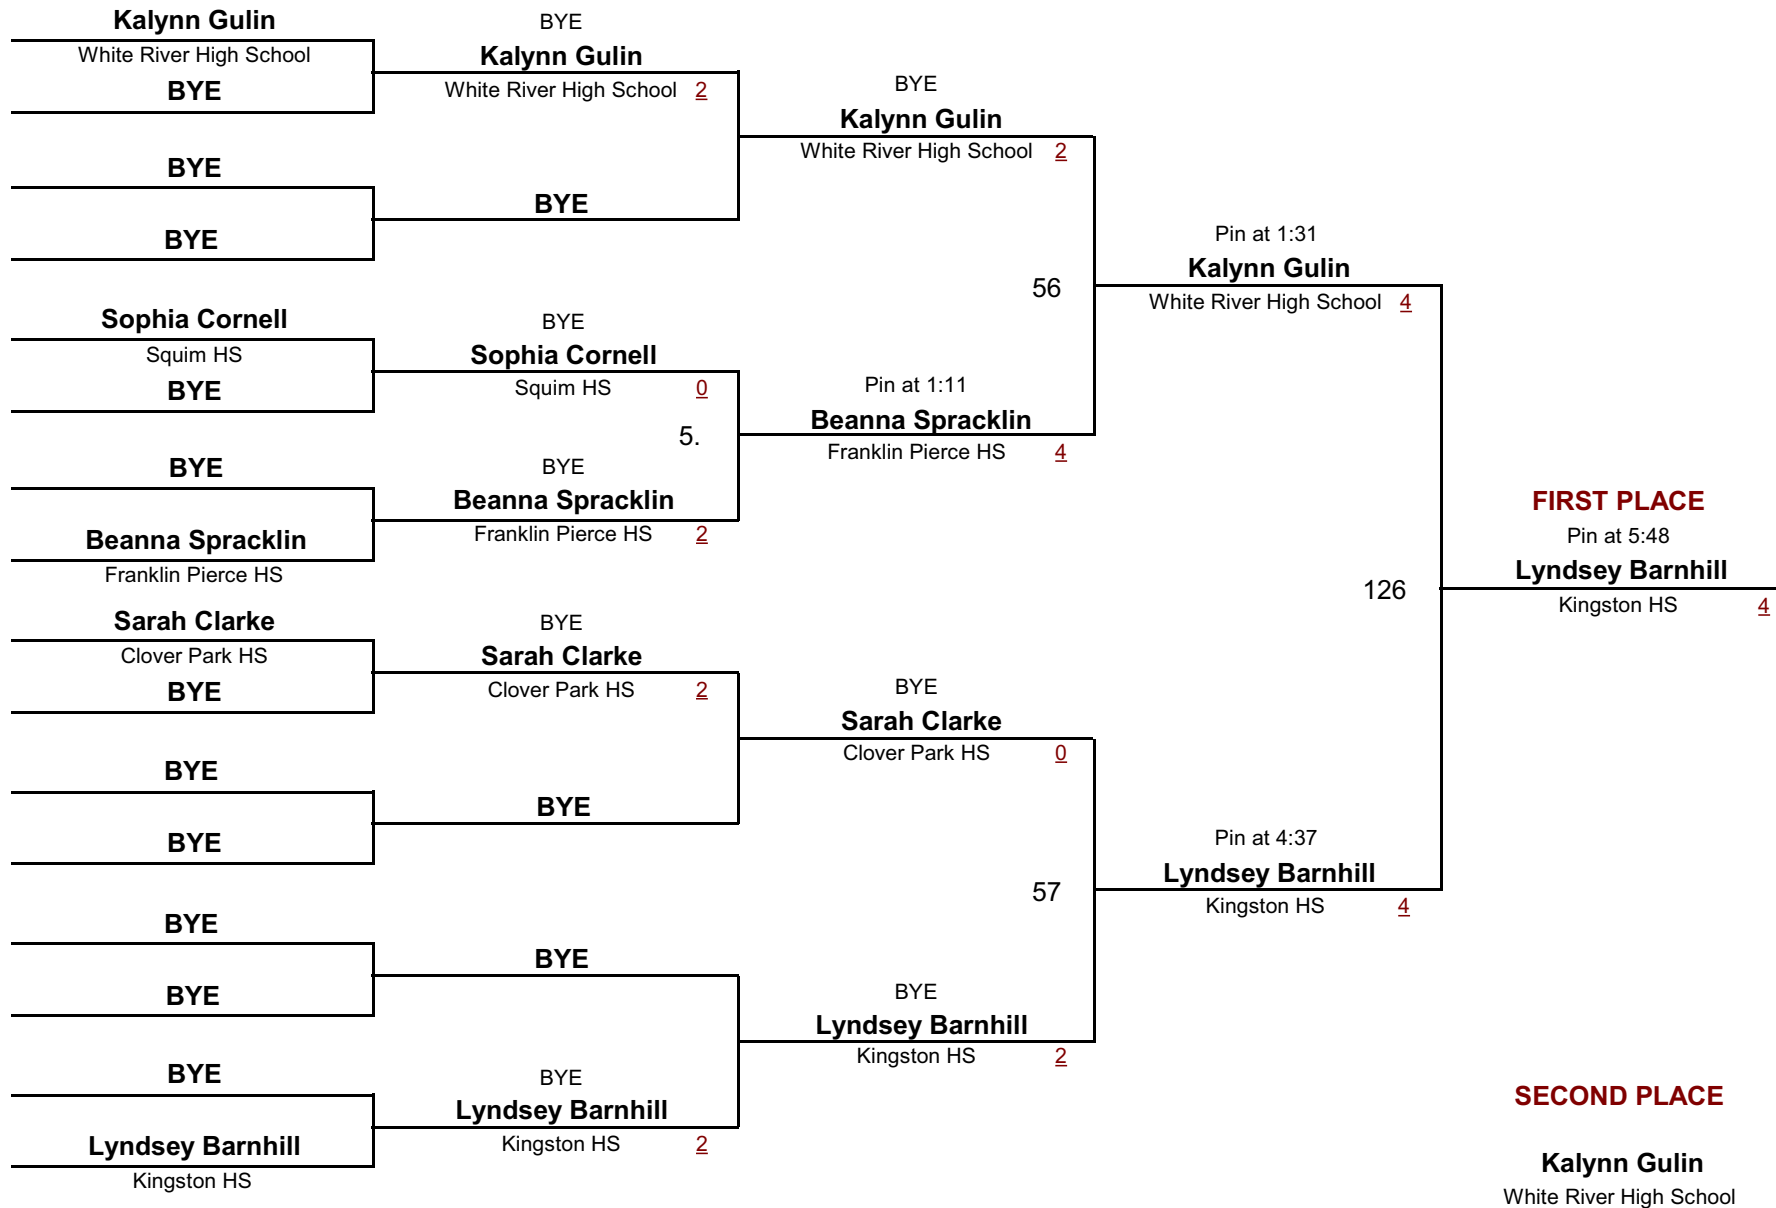 Kalynn Gulin
White River High School
BYE
BYE
BYE
Sophia Cornell
Squim HS
BYE
BYE
Beanna Spracklin
Franklin Pierce HS
Sarah Clarke
Clover Park HS
BYE
BYE
BYE
BYE
BYE
BYE
Lyndsey Barnhill
Kingston HS
BYE
Kalynn Gulin
White River High School 2
BYE
BYE
Sophia Cornell
Squim HS 0
5.
BYE
Beanna Spracklin
Franklin Pierce HS 2
BYE
Sarah Clarke
Clover Park HS 2
BYE
BYE
BYE
Lyndsey Barnhill
Kingston HS 2
BYE
Kalynn Gulin
White River High School 2
56
Pin at 1:11
Beanna Spracklin
Franklin Pierce HS 4
BYE
Sarah Clarke
Clover Park HS 0
57
BYE
Lyndsey Barnhill
Kingston HS 2
Pin at 1:31
Kalynn Gulin
White River High School 4
126
Pin at 4:37
Lyndsey Barnhill
Kingston HS 4
FIRST PLACE
Pin at 5:48
Lyndsey Barnhill
Kingston HS 4
SECOND PLACE
Kalynn Gulin
White River High School